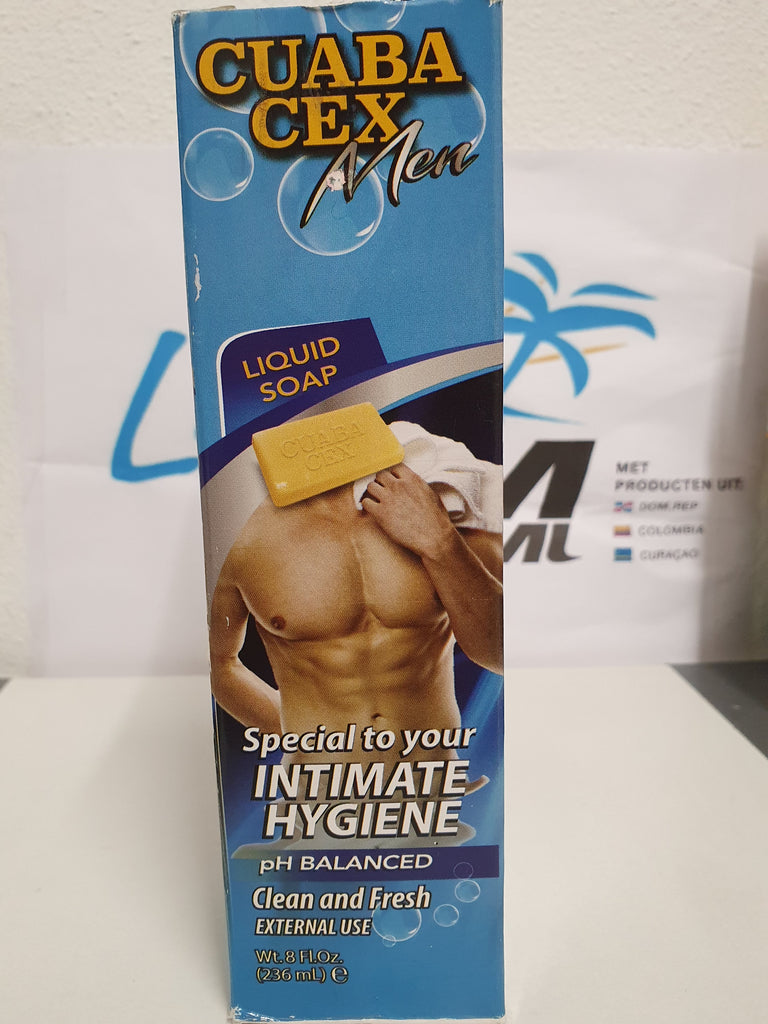 CUABA
CEX
Men
LIQUID
SOAP
CUABA
CEX
Special to your
INTIMATE
HYGIENE
pH BALANCED
Clean and Fresh
EXTERNAL USE
Wt. 8 Fl.Oz.
(236 mL) ℮
L
A
AL
MET
PRODUCTEN UIT:
DOM.REP
COLOMBIA
CURAÇAO